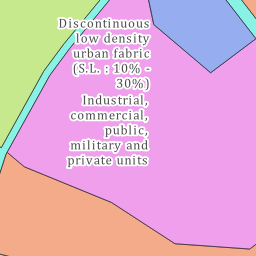 Discontinuous
low density
urban fabric
(S.L. : 10% -
30%)
Industrial,
commercial,
public,
military and
private units